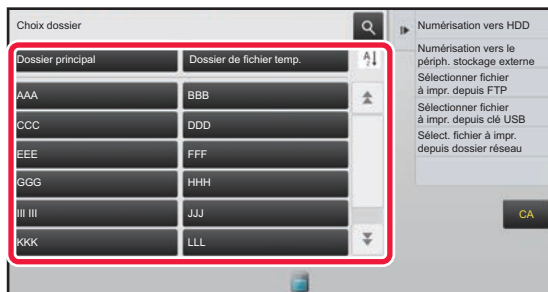 Choix dossier
Dossier principal
Dossier de fichier temp.
AAA
BBB
CCC
DDD
EEE
FFF
GGG
HHH
III III
JJJ
KKK
LLL
Numérisation vers HDD
Numérisation vers le
périph. stockage externe
Sélectionner fichier
à impr. depuis FTP
Sélectionner fichier
à impr. depuis clé USB
Sélect. fichier à impr.
depuis dossier réseau
CA